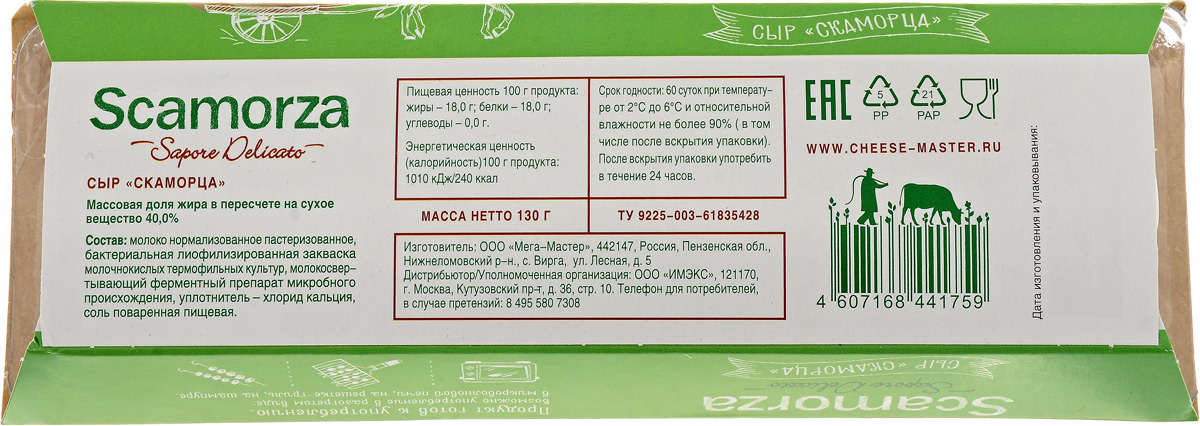 СЫР «СКАМОРЦА»
Scamorza
Sapore Delicato
СЫР «СКАМОРЦА»
Массовая доля жира в пересчете на сухое
вещество 40,0%
Состав: молоко нормализованное пастеризованное,
бактериальная лиофилизированная закваска
молочнокислых термофильных культур, молокосвер-
тывающий ферментный препарат микробного
происхождения, уплотнитель – хлорид кальция,
соль поваренная пищевая.
Пищевая ценность 100 г продукта:
жиры – 18,0 г; белки – 18,0 г;
углеводы – 0,0 г.
Энергетическая ценность
(калорийность)100 г продукта:
1010 кДж/240 ккал
Срок годности: 60 суток при температу-
ре от 2°С до 6°С и относительной
влажности не более 90% ( в том
числе после вскрытия упаковки).
После вскрытия упаковки употребить
в течение 24 часов.
МАССА НЕТТО 130 Г
ТУ 9225-003-61835428
Изготовитель: ООО «Мега-Мастер», 442147, Россия, Пензенская обл.,
Нижнеломовский р-н., с. Вирга, ул. Лесная, д. 5
Дистрибьютор/Уполномоченная организация: ООО «ИМЭКС», 121170,
г. Москва, Кутузовский пр-т, д. 36, стр. 10. Телефон для потребителей,
в случае претензий: 8 495 580 7308
EAC
5
PP
21
PAP
WWW.CHEESE-MASTER.RU
4 607168 441759
Дата изготовления и упаковывания:
СЫР «СКАМОРЦА»
Sapore Delicato
Scamorza
Продукт готов к употреблению.
Возможно употребление в разогретом виде:
в микроволновой печи, на решетке-гриль, на шампуре.